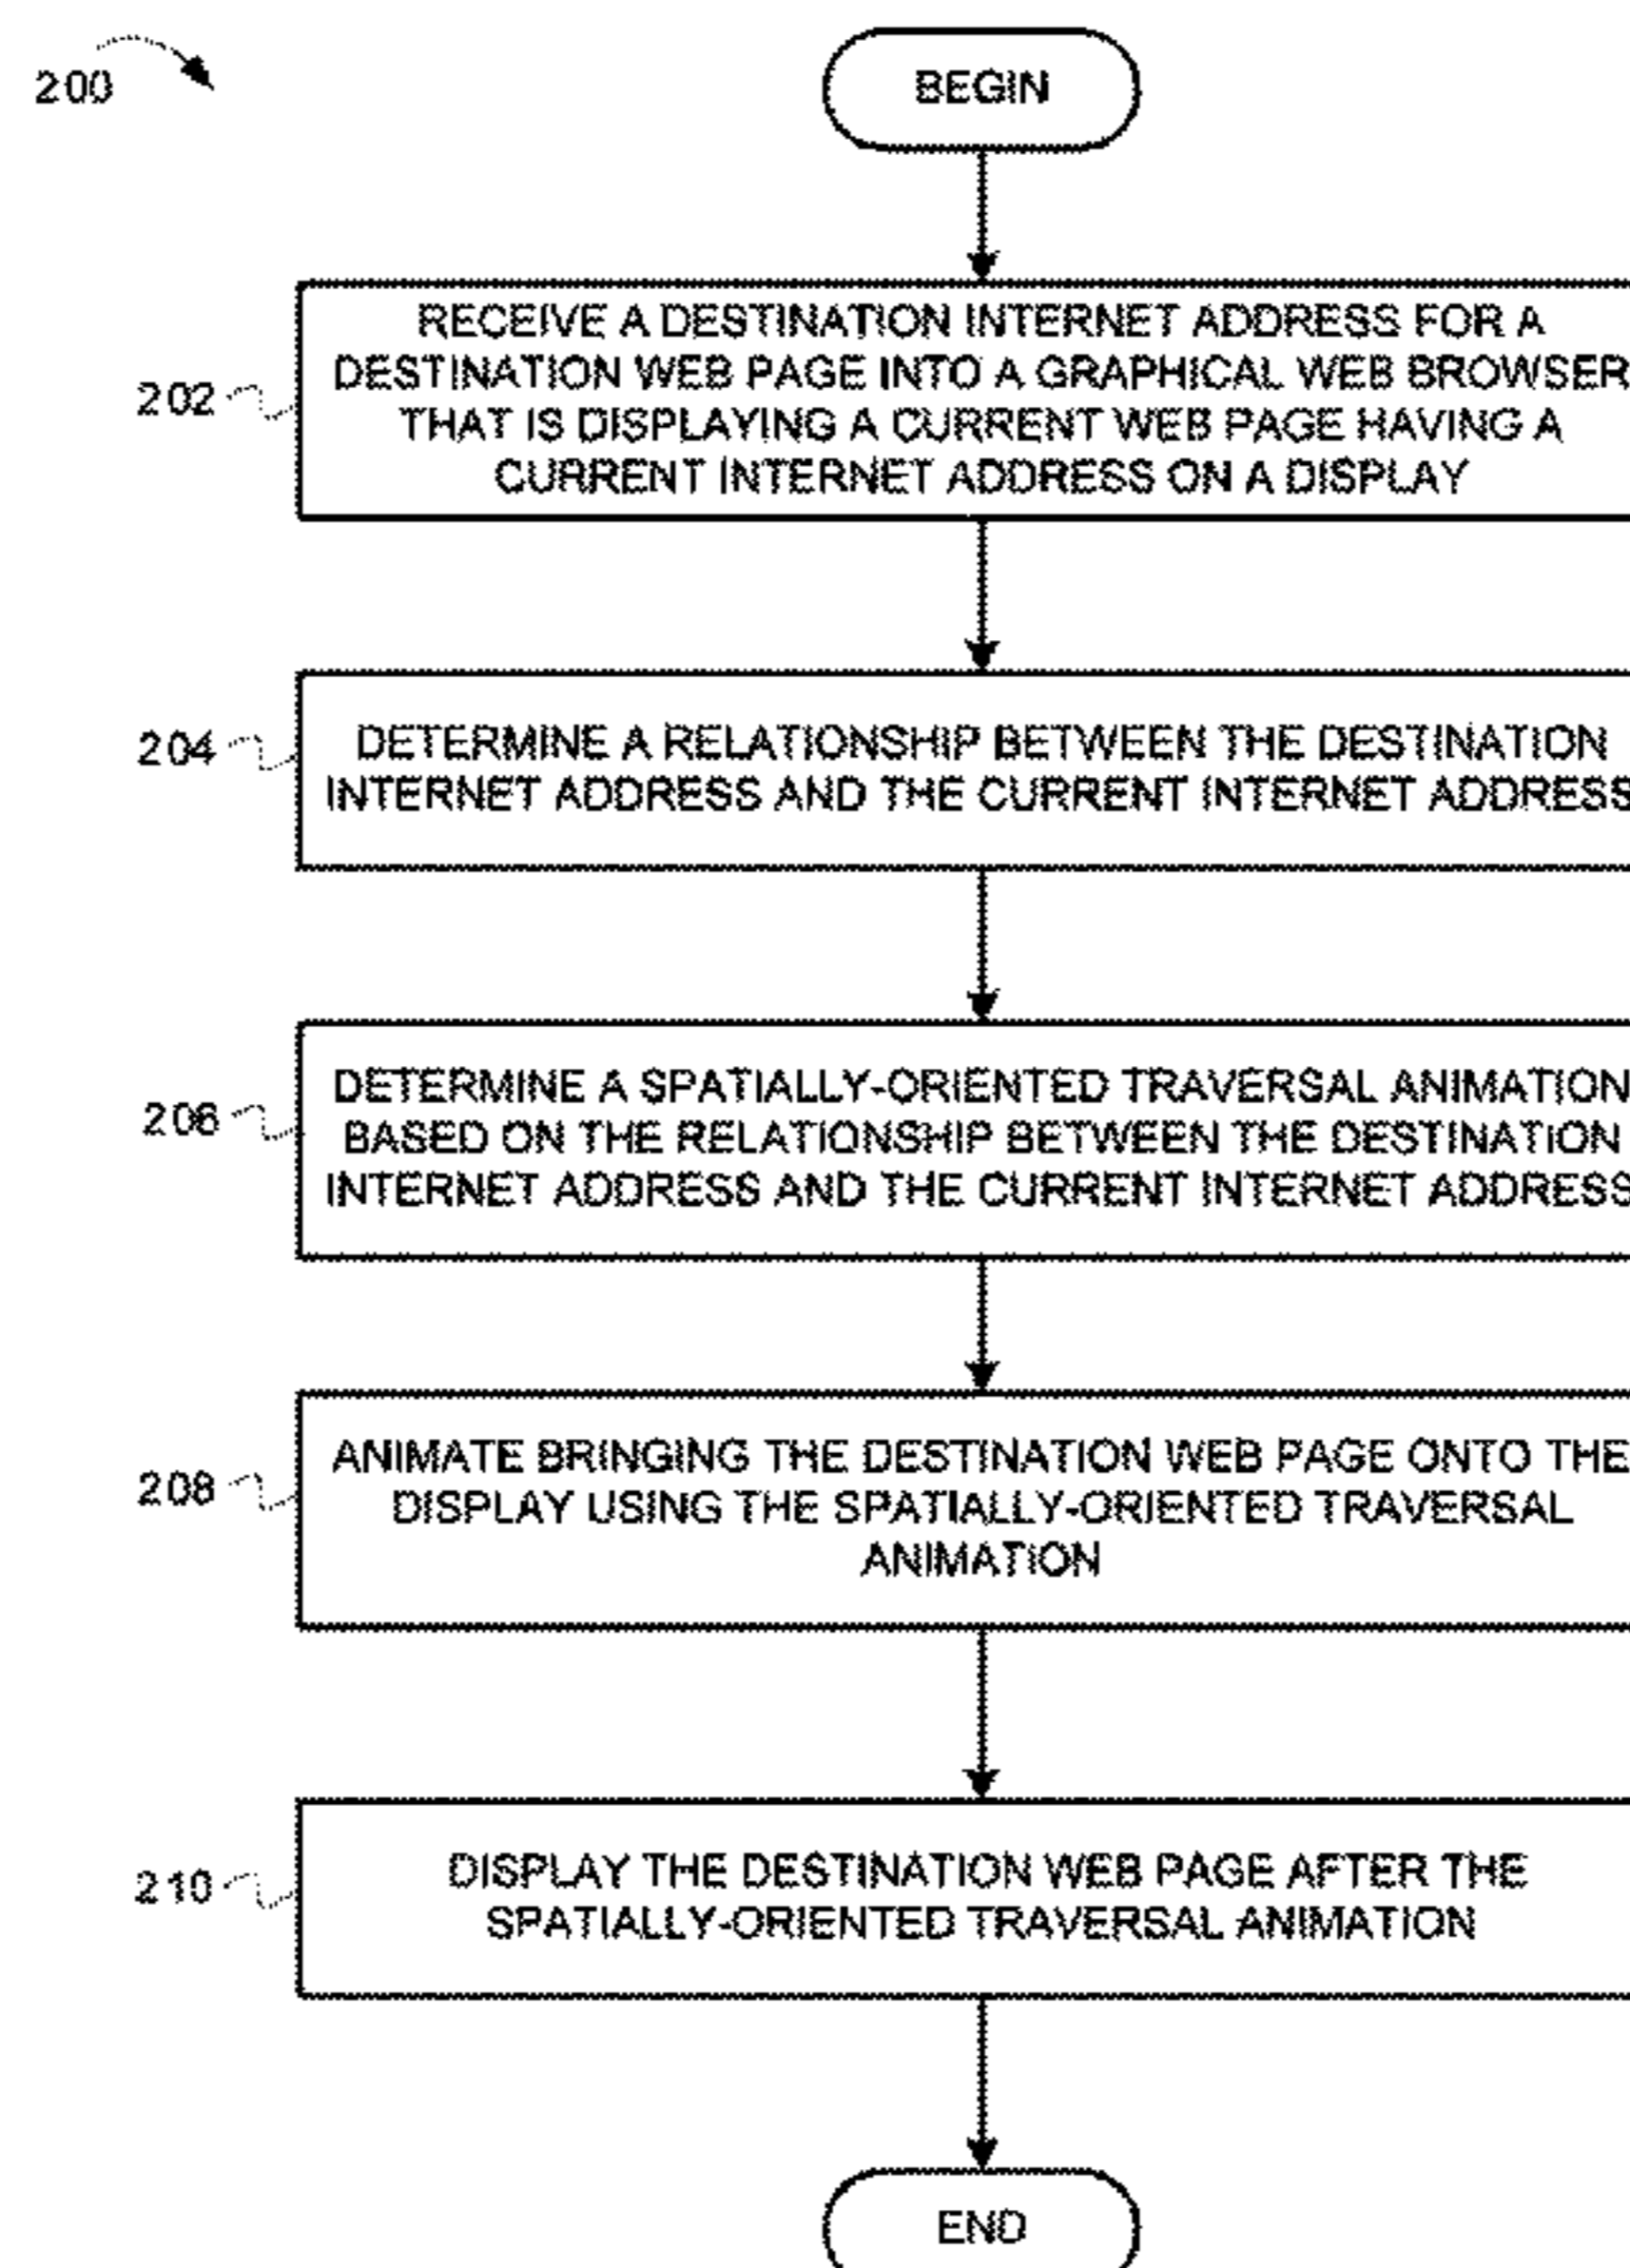 200
BEGIN
RECEIVE A DESTINATION INTERNET ADDRESS FOR A
DESTINATION WEB PAGE INTO A GRAPHICAL WEB BROWSER
THAT IS DISPLAYING A CURRENT WEB PAGE HAVING A
CURRENT INTERNET ADDRESS ON A DISPLAY
202
DETERMINE A RELATIONSHIP BETWEEN THE DESTINATION
INTERNET ADDRESS AND THE CURRENT INTERNET ADDRESS
204
DETERMINE A SPATIALLY-ORIENTED TRAVERSAL ANIMATION
BASED ON THE RELATIONSHIP BETWEEN THE DESTINATION
INTERNET ADDRESS AND THE CURRENT INTERNET ADDRESS
206
ANIMATE BRINGING THE DESTINATION WEB PAGE ONTO THE
DISPLAY USING THE SPATIALLY-ORIENTED TRAVERSAL
ANIMATION
208
DISPLAY THE DESTINATION WEB PAGE AFTER THE
SPATIALLY-ORIENTED TRAVERSAL ANIMATION
210
END